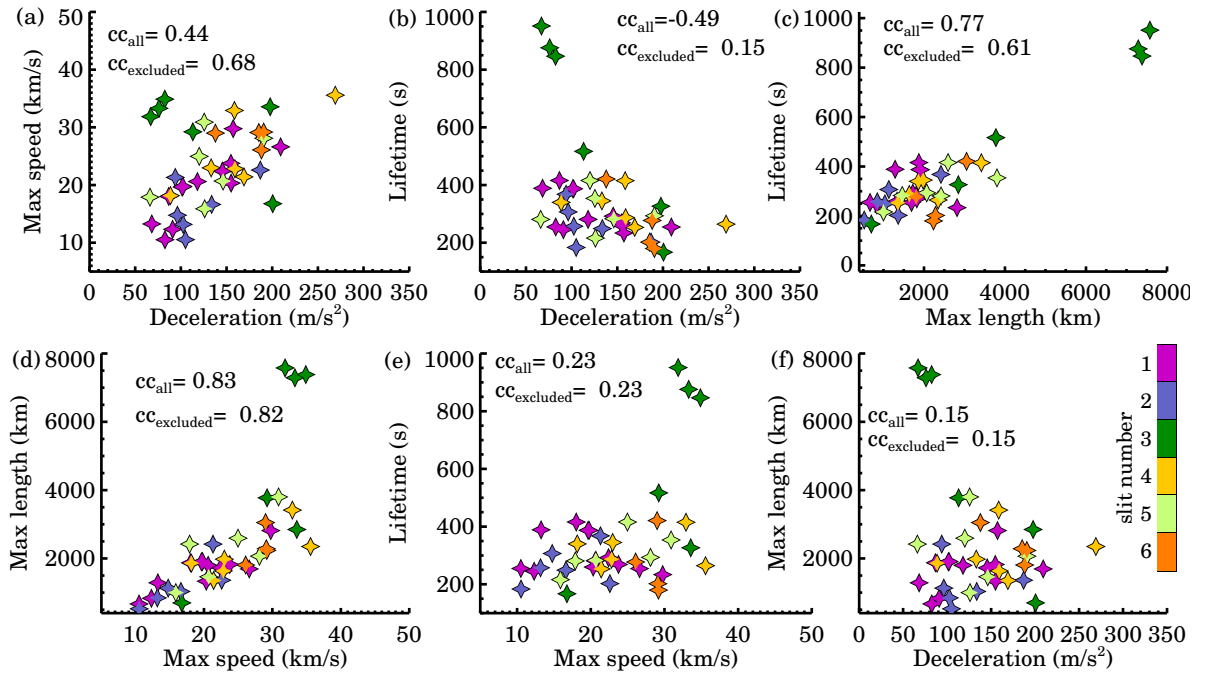 (a)
cc_all= 0.44
cc_excluded= 0.68
50
40
30
20
10
Max speed (km/s)
0 50 100 150 200 250 300 350
Deceleration (m/s²)
(b)
cc_all=-0.49
cc_excluded= 0.15
1000
800
600
400
200
Lifetime (s)
0 50 100 150 200 250 300 350
Deceleration (m/s²)
(c)
cc_all= 0.77
cc_excluded= 0.61
1000
800
600
400
200
0
Lifetime (s)
2000 4000 6000 8000
Max length (km)
(d)
cc_all= 0.83
cc_excluded= 0.82
8000
6000
4000
2000
Max length (km)
10 20 30 40 50
Max speed (km/s)
(e)
cc_all= 0.23
cc_excluded= 0.23
1000
800
600
400
200
Lifetime (s)
10 20 30 40 50
Max speed (km/s)
(f)
cc_all= 0.15
cc_excluded= 0.15
8000
6000
4000
2000
Max length (km)
0 50 100 150 200 250 300 350
Deceleration (m/s²)
slit number
1
2
3
4
5
6